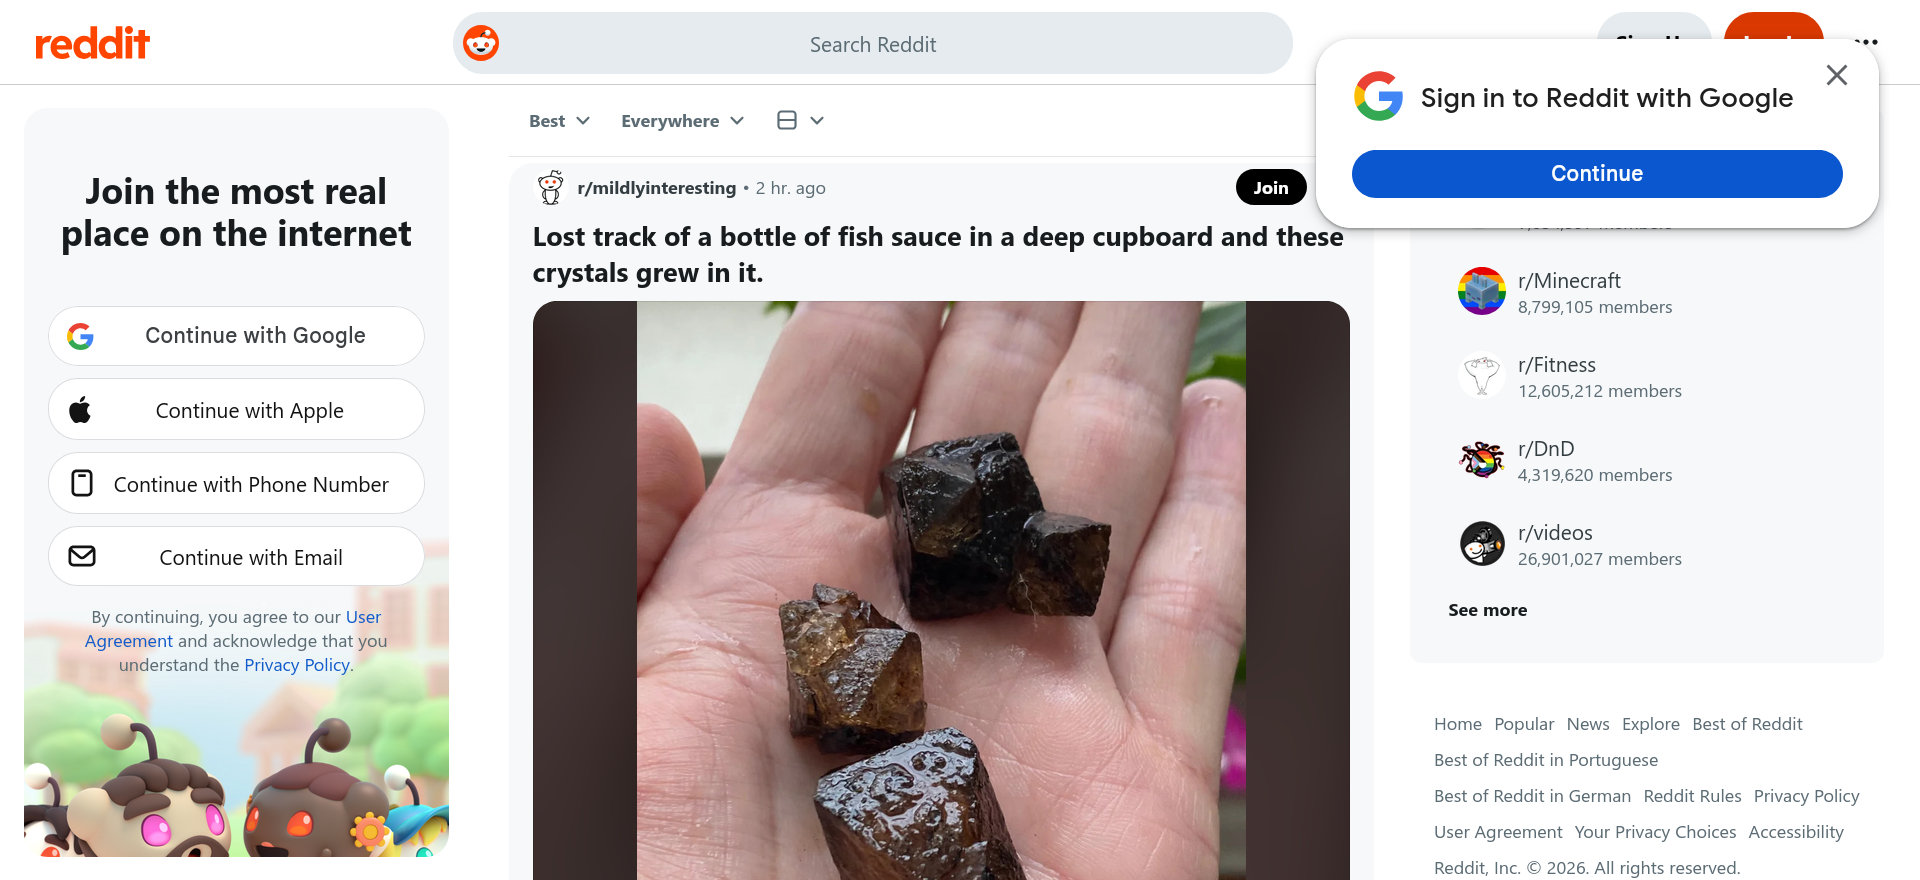 reddit
Search Reddit
Sign in to Reddit with Google
Continue
Join the most real
place on the internet
Continue with Google
Continue with Apple
Continue with Phone Number
Continue with Email
By continuing, you agree to our User
Agreement and acknowledge that you
understand the Privacy Policy.
Best
Everywhere
r/mildlyinteresting • 2 hr. ago
Join
Lost track of a bottle of fish sauce in a deep cupboard and these
crystals grew in it.
r/Minecraft
8,799,105 members
r/Fitness
12,605,212 members
r/DnD
4,319,620 members
r/videos
26,901,027 members
See more
Home Popular News Explore Best of Reddit
Best of Reddit in Portuguese
Best of Reddit in German Reddit Rules Privacy Policy
User Agreement Your Privacy Choices Accessibility
Reddit, Inc. © 2026. All rights reserved.